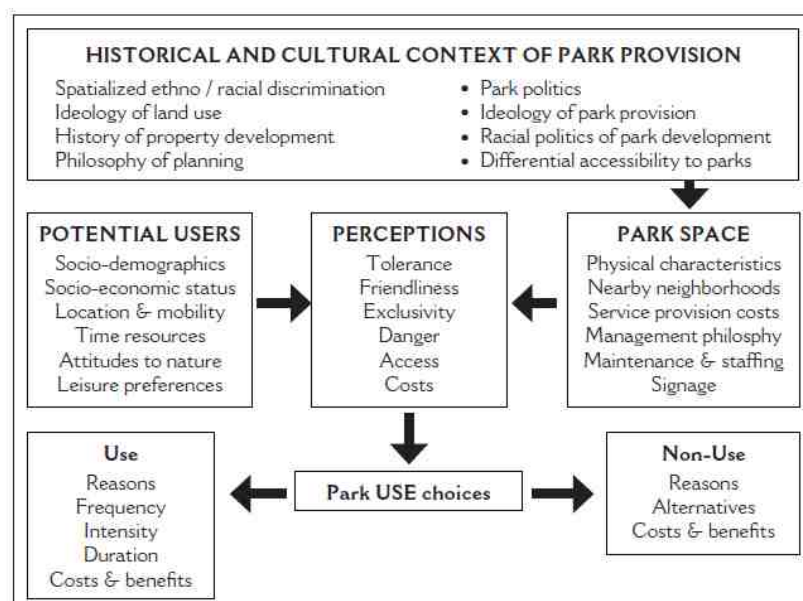 HISTORICAL AND CULTURAL CONTEXT OF PARK PROVISION
Spatialized ethno / racial discrimination
Ideology of land use
History of property development
Philosophy of planning
• Park politics
• Ideology of park provision
• Racial politics of park development
• Differential accessibility to parks
POTENTIAL USERS
Socio-demographics
Socio-economic status
Location & mobility
Time resources
Attitudes to nature
Leisure preferences
PERCEPTIONS
Tolerance
Friendliness
Exclusivity
Danger
Access
Costs
PARK SPACE
Physical characteristics
Nearby neighborhoods
Service provision costs
Management philosphy
Maintenance & staffing
Signage
Use
Reasons
Frequency
Intensity
Duration
Costs & benefits
Park USE choices
Non-Use
Reasons
Alternatives
Costs & benefits